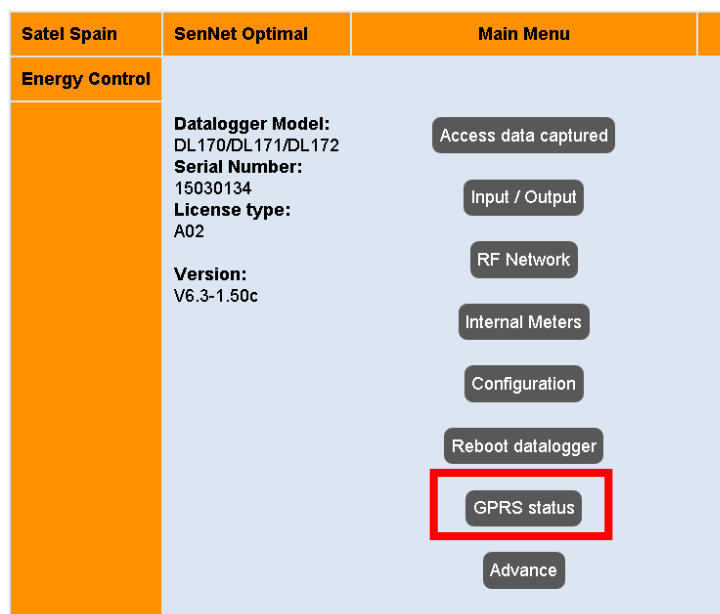 Satel Spain
SenNet Optimal
Main Menu
Energy Control
Datalogger Model:
DL170/DL171/DL172
Serial Number:
15030134
License type:
A02
Version:
V6.3-1.50c
Access data captured
Input / Output
RF Network
Internal Meters
Configuration
Reboot datalogger
GPRS status
Advance